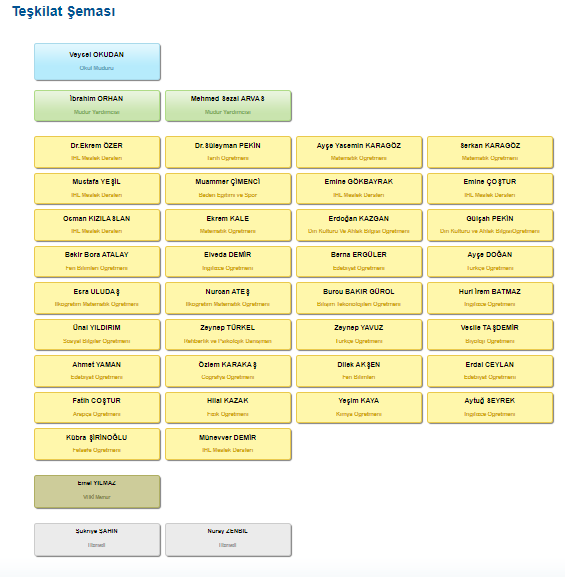 Teşkilat Şeması
Veysel OKUDAN
Okul Müdürü
İbrahim ORHAN
Müdür Yardımcısı
Mehmed Sezai ARVAS
Müdür Yardımcısı
Dr.Ekrem ÖZER
İHL Meslek Dersleri
Dr.Süleyman PEKİN
Tarih Öğretmeni
Ayşe Yasemin KARAGÖZ
Matematik Öğretmeni
Serkan KARAGÖZ
Matematik Öğretmeni
Mustafa YEŞİL
İHL Meslek Dersleri
Muammer ÇİMENCİ
Beden Eğitimi ve Spor
Emine GÖKBAYRAK
İHL Meslek Dersleri
Emine ÇOŞTUR
İHL Meslek Dersleri
Osman KIZILASLAN
İHL Meslek Dersleri
Ekrem KALE
Matematik Öğretmeni
Erdoğan KAZGAN
Din Kültürü Ve Ahlak Bilgisi Öğretmeni
Gülşah PEKİN
Din Kültürü ve Ahlak BilgisiÖğretmeni
Bekir Bora ATALAY
Fen Bilimleri Öğretmeni
Elveda DEMİR
İngilizce Öğretmeni
Berna ERGÜLER
Edebiyat Öğretmeni
Ayşe DOĞAN
Türkçe Öğretmeni
Esra ULUDAŞ
İlköğretim Matematik Öğretmeni
Nurcan ATEŞ
İlköğretim Matematik Öğretmeni
Burcu BAKIR GÜROL
Bilişim Teknolojileri Öğretmeni
Huri İrem BATMAZ
İngilizce Öğretmeni
Ünal YILDIRIM
Sosyal Bilgiler Öğretmeni
Zeynep TÜRKEL
Rehberlik ve Psikolojik Danışman
Zeynep YAVUZ
Türkçe Öğretmeni
Vesile TAŞDEMİR
Biyoloji Öğretmeni
Ahmet YAMAN
Edebiyat Öğretmeni
Özlem KARAKAŞ
Coğrafya Öğretmeni
Dilek AKŞEN
Fen Bilimleri
Erdal CEYLAN
Edebiyat Öğretmeni
Fatih COŞTUR
Arapça Öğretmeni
Hilal KAZAK
Fizik Öğretmeni
Yeşim KAYA
Kimya Öğretmeni
Aytuğ SEYREK
İngilizce Öğretmeni
Kübra ŞİRİNOĞLU
Felsefe Öğretmeni
Münevver DEMİR
İHL Meslek Dersleri
Emel YILMAZ
VHKİ Memur
Şükriye ŞAHİN
Hizmetli
Nuray ZENBİL
Hizmetli